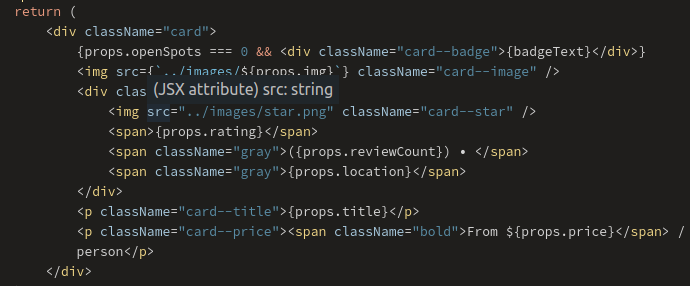 return (
<div className="card">
{props.openSpots === 0 && <div className="card--badge">{badgeText}</div>}
<img src={`../images/${props.img}`} className="card--image" />
<div clas
(JSX attribute) src: string
<img src="../images/star.png" className="card--star" />
<span>{props.rating}</span>
<span className="gray">({props.reviewCount}) • </span>
<span className="gray">{props.location}</span>
</div>
<p className="card--title">{props.title}</p>
<p className="card--price"><span className="bold">From ${props.price}</span> /
person</p>
</div>